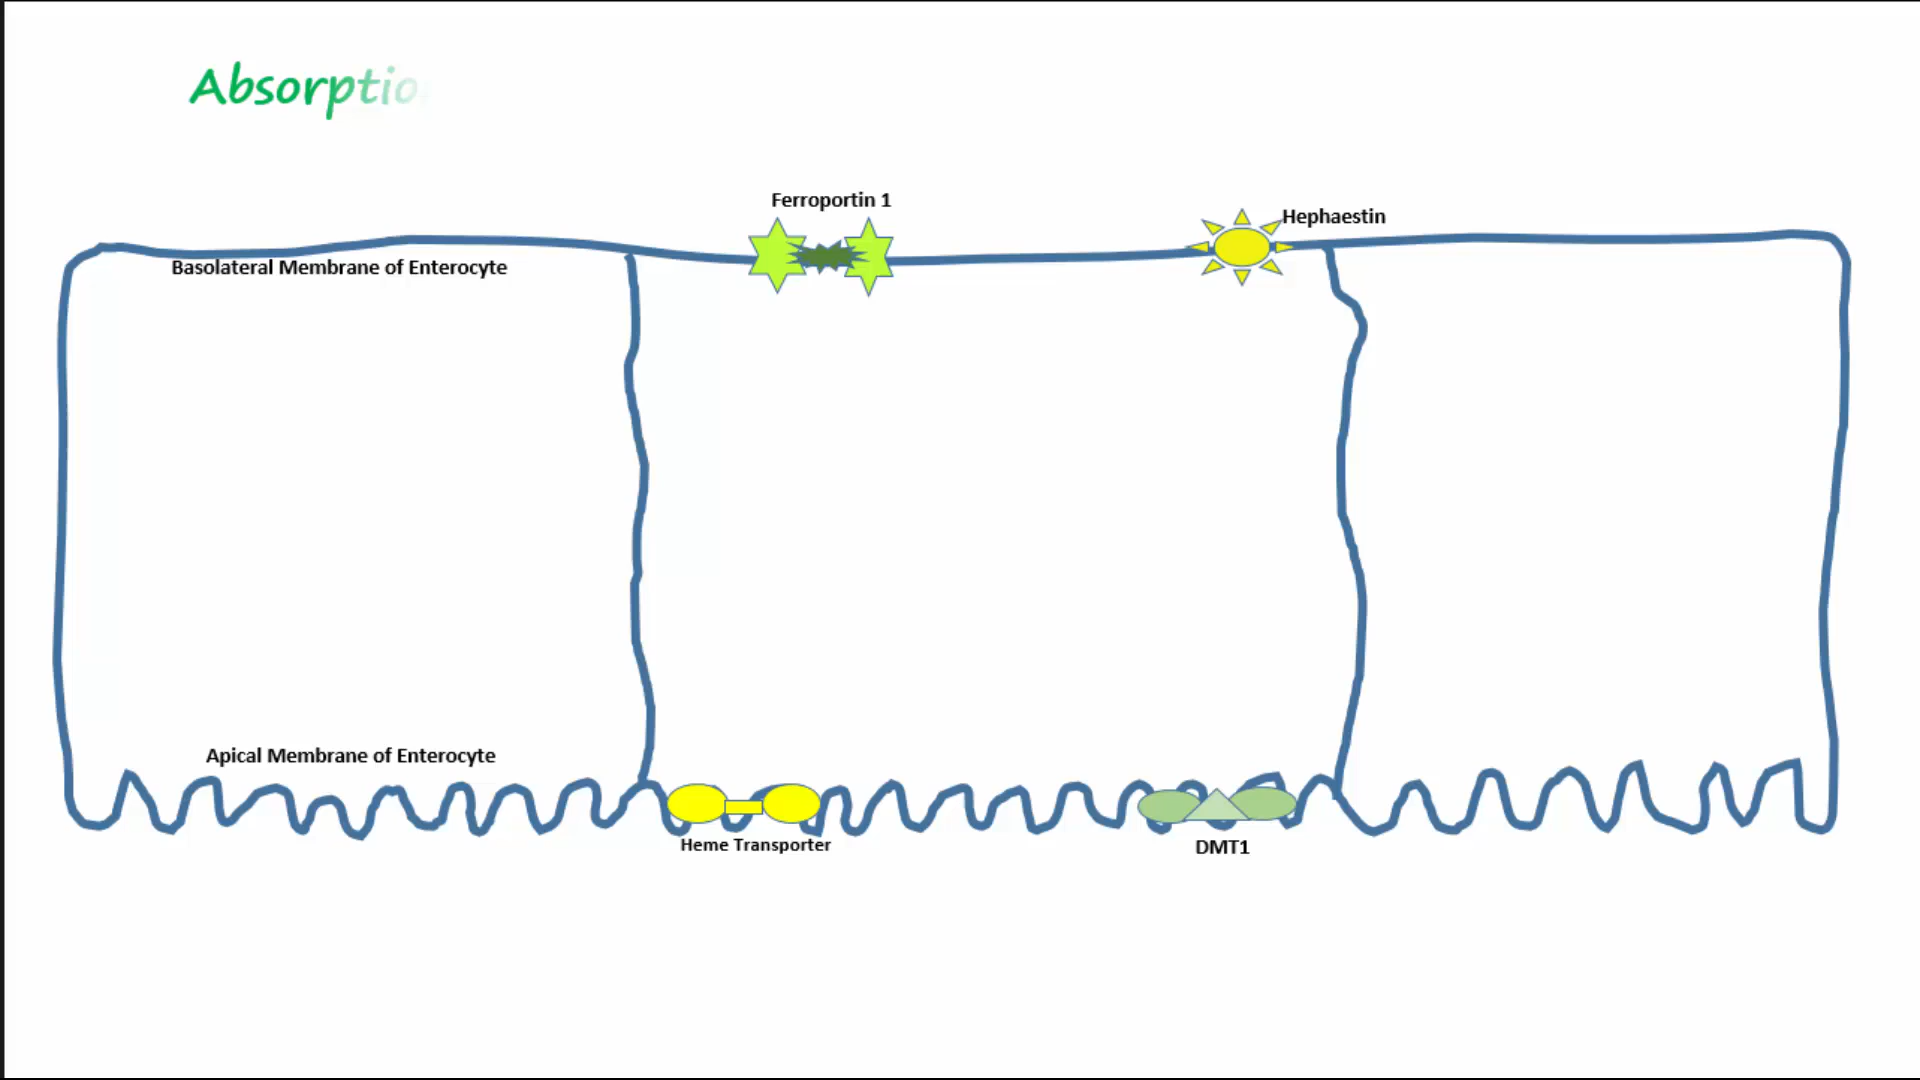 Absorptio
Ferroportin 1
Hephaestin
Basolateral Membrane of Enterocyte
Apical Membrane of Enterocyte
Heme Transporter
DMT1